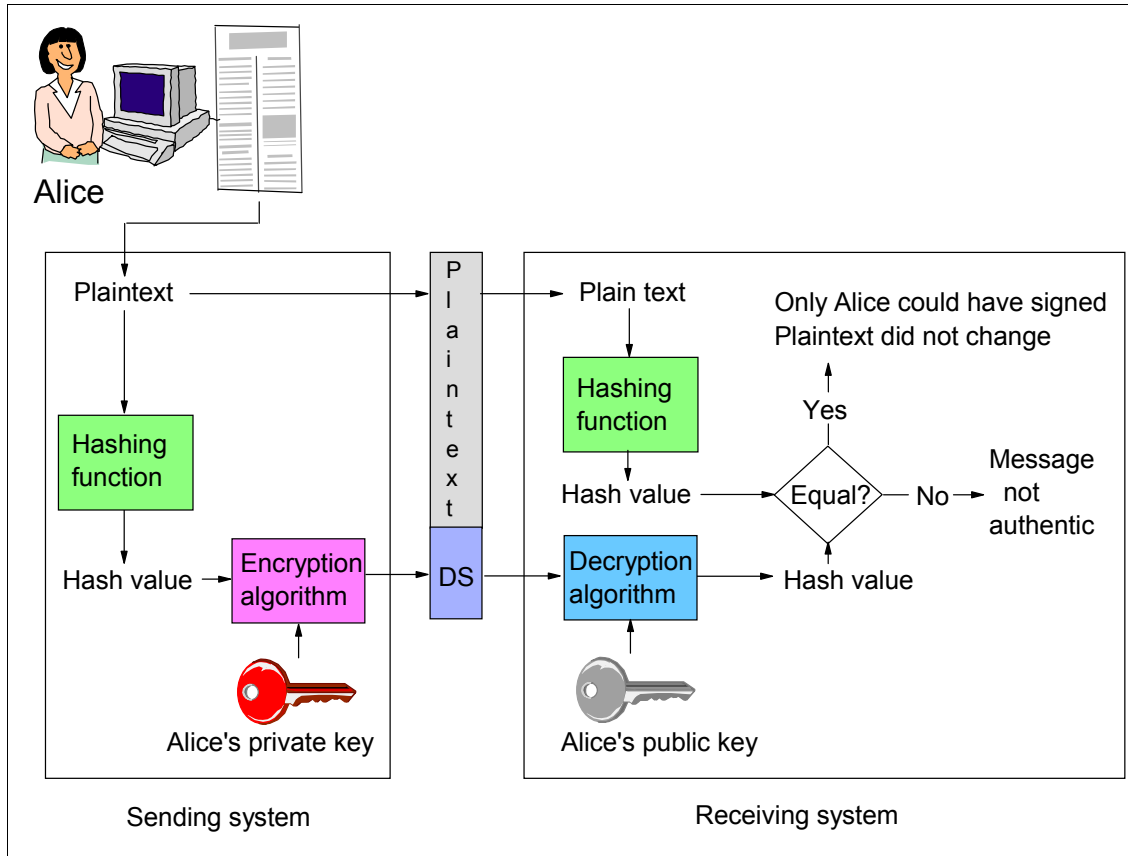 Alice
Plaintext
Hashing
function
Hash value
Encryption
algorithm
Alice's private key
Sending system
Plaintext
DS
Plain text
Hashing
function
Hash value
Decryption
algorithm
Alice's public key
Hash value
Equal?
Yes
No
Only Alice could have signed
Plaintext did not change
Message
not
authentic
Receiving system